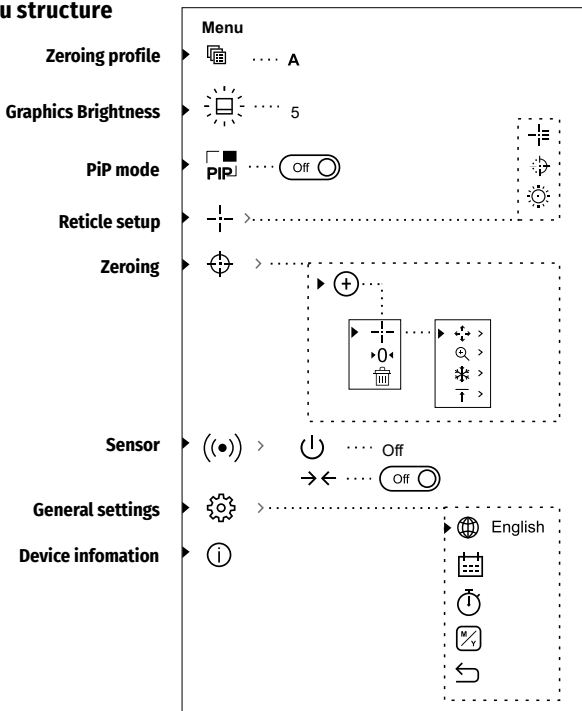 u structure
Menu
Zeroing profile A
Graphics Brightness 5
PiP mode PIP Off
Reticle setup
Zeroing
0
Sensor Off
Off
General settings
English
Device infomation
M/Y